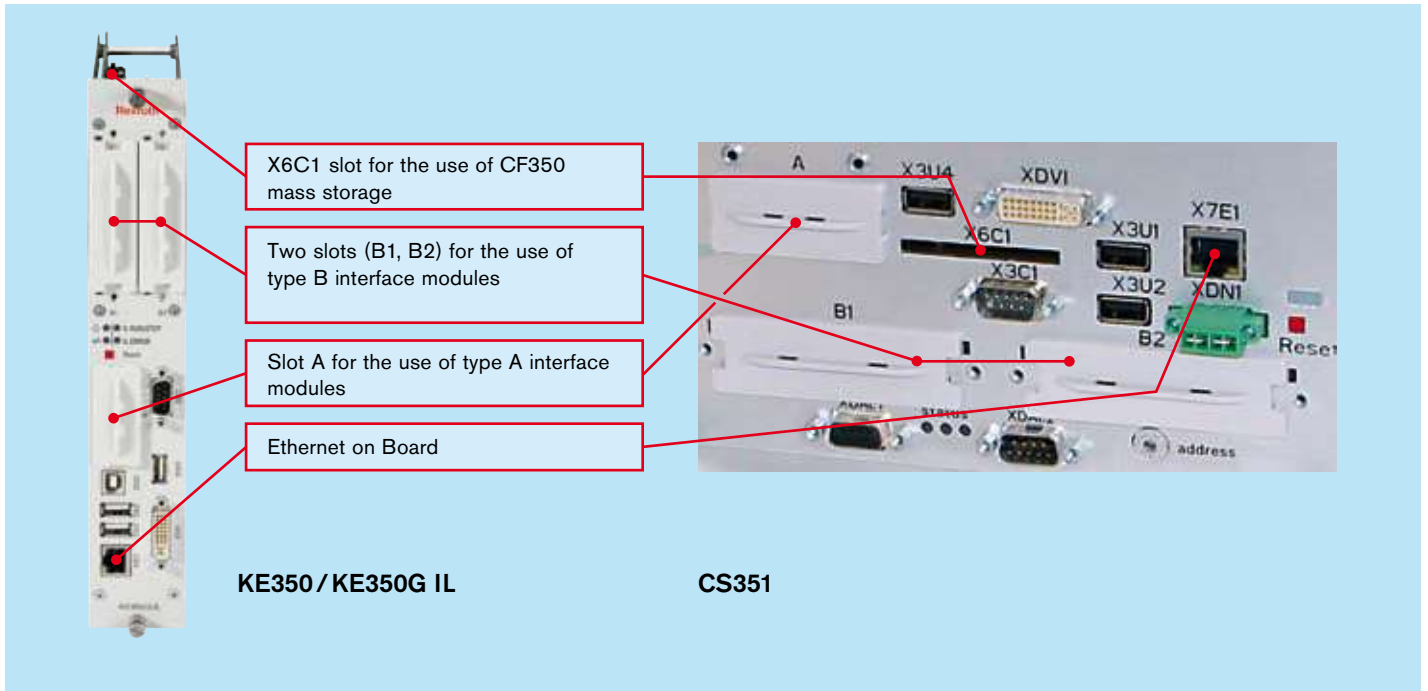 Rexroth
X6C1 slot for the use of CF350
mass storage
Two slots (B1, B2) for the use of
type B interface modules
Slot A for the use of type A interface
modules
Ethernet on Board
KE350/KE350G IL
A
X3U4
XDVI
X7E1
X6C1
X3U1
X3C1
X3U2
XDN1
B1
B2
Reset
STATUS
address
CS351